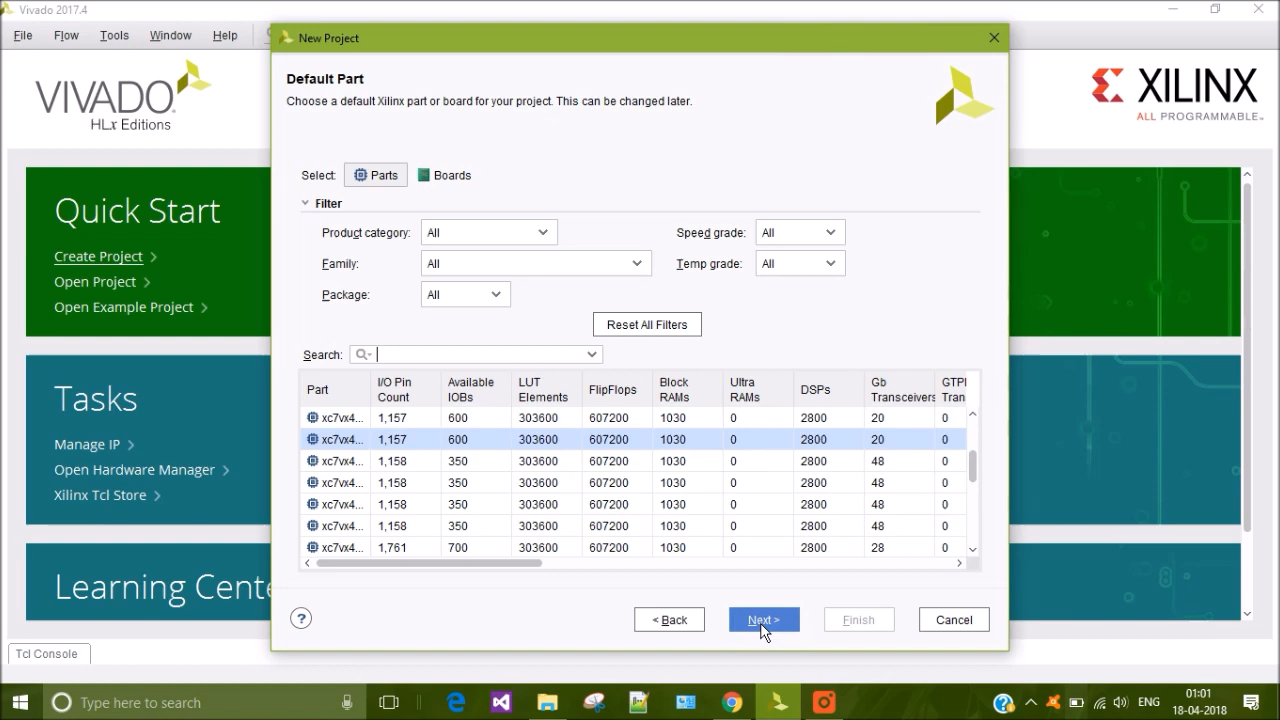 Vivado 2017.4
File Flow Tools Window Help
VIVADO
HLx Editions
XILINX
ALL PROGRAMMABLE™
Quick Start
Create Project >
Open Project >
Open Example Project >
Tasks
Manage IP >
Open Hardware Manager >
Xilinx Tcl Store >
Learning Cente
Tcl Console
New Project
Default Part
Choose a default Xilinx part or board for your project. This can be changed later.
Select: Parts Boards
Filter
Product category: All Speed grade: All
Family: All Temp grade: All
Package: All
Reset All Filters
Search:
Part I/O Pin Count Available IOBs LUT Elements FlipFlops Block RAMs Ultra RAMs DSPs Gb Transceivers GTPI Tran
xc7vx4... 1,157 600 303600 607200 1030 0 2800 20 0
xc7vx4... 1,157 600 303600 607200 1030 0 2800 20 0
xc7vx4... 1,158 350 303600 607200 1030 0 2800 48 0
xc7vx4... 1,158 350 303600 607200 1030 0 2800 48 0
xc7vx4... 1,158 350 303600 607200 1030 0 2800 48 0
xc7vx4... 1,158 350 303600 607200 1030 0 2800 48 0
xc7vx4... 1,761 700 303600 607200 1030 0 2800 28 0
? < Back Next > Finish Cancel
Type here to search
ENG
01:01
18-04-2018